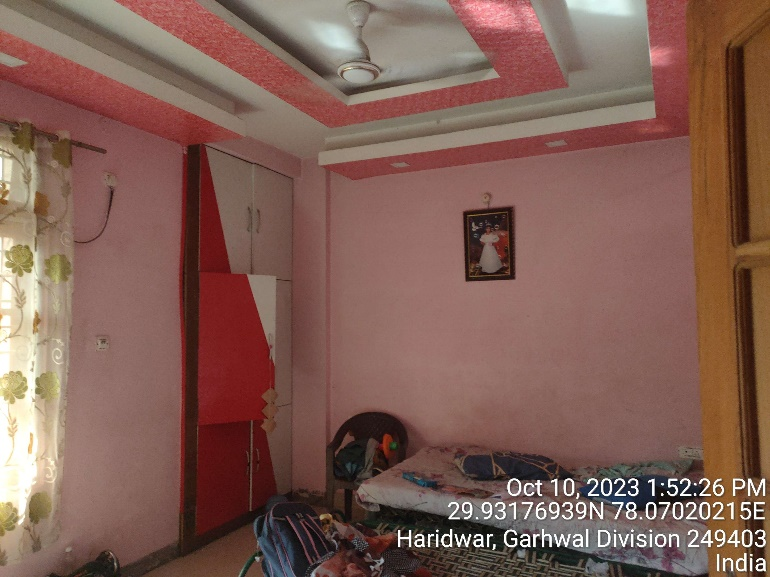 Oct 10, 2023 1:52:26 PM
29.93176939N 78.07020215E
Haridwar, Garhwal Division 249403
India